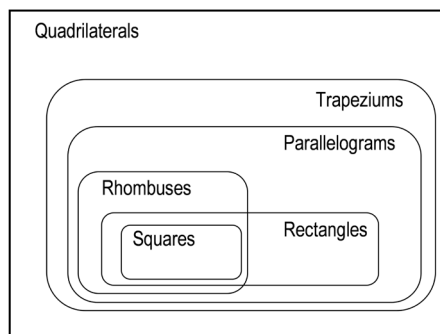 Quadrilaterals
Trapeziums
Parallelograms
Rhombuses
Rectangles
Squares